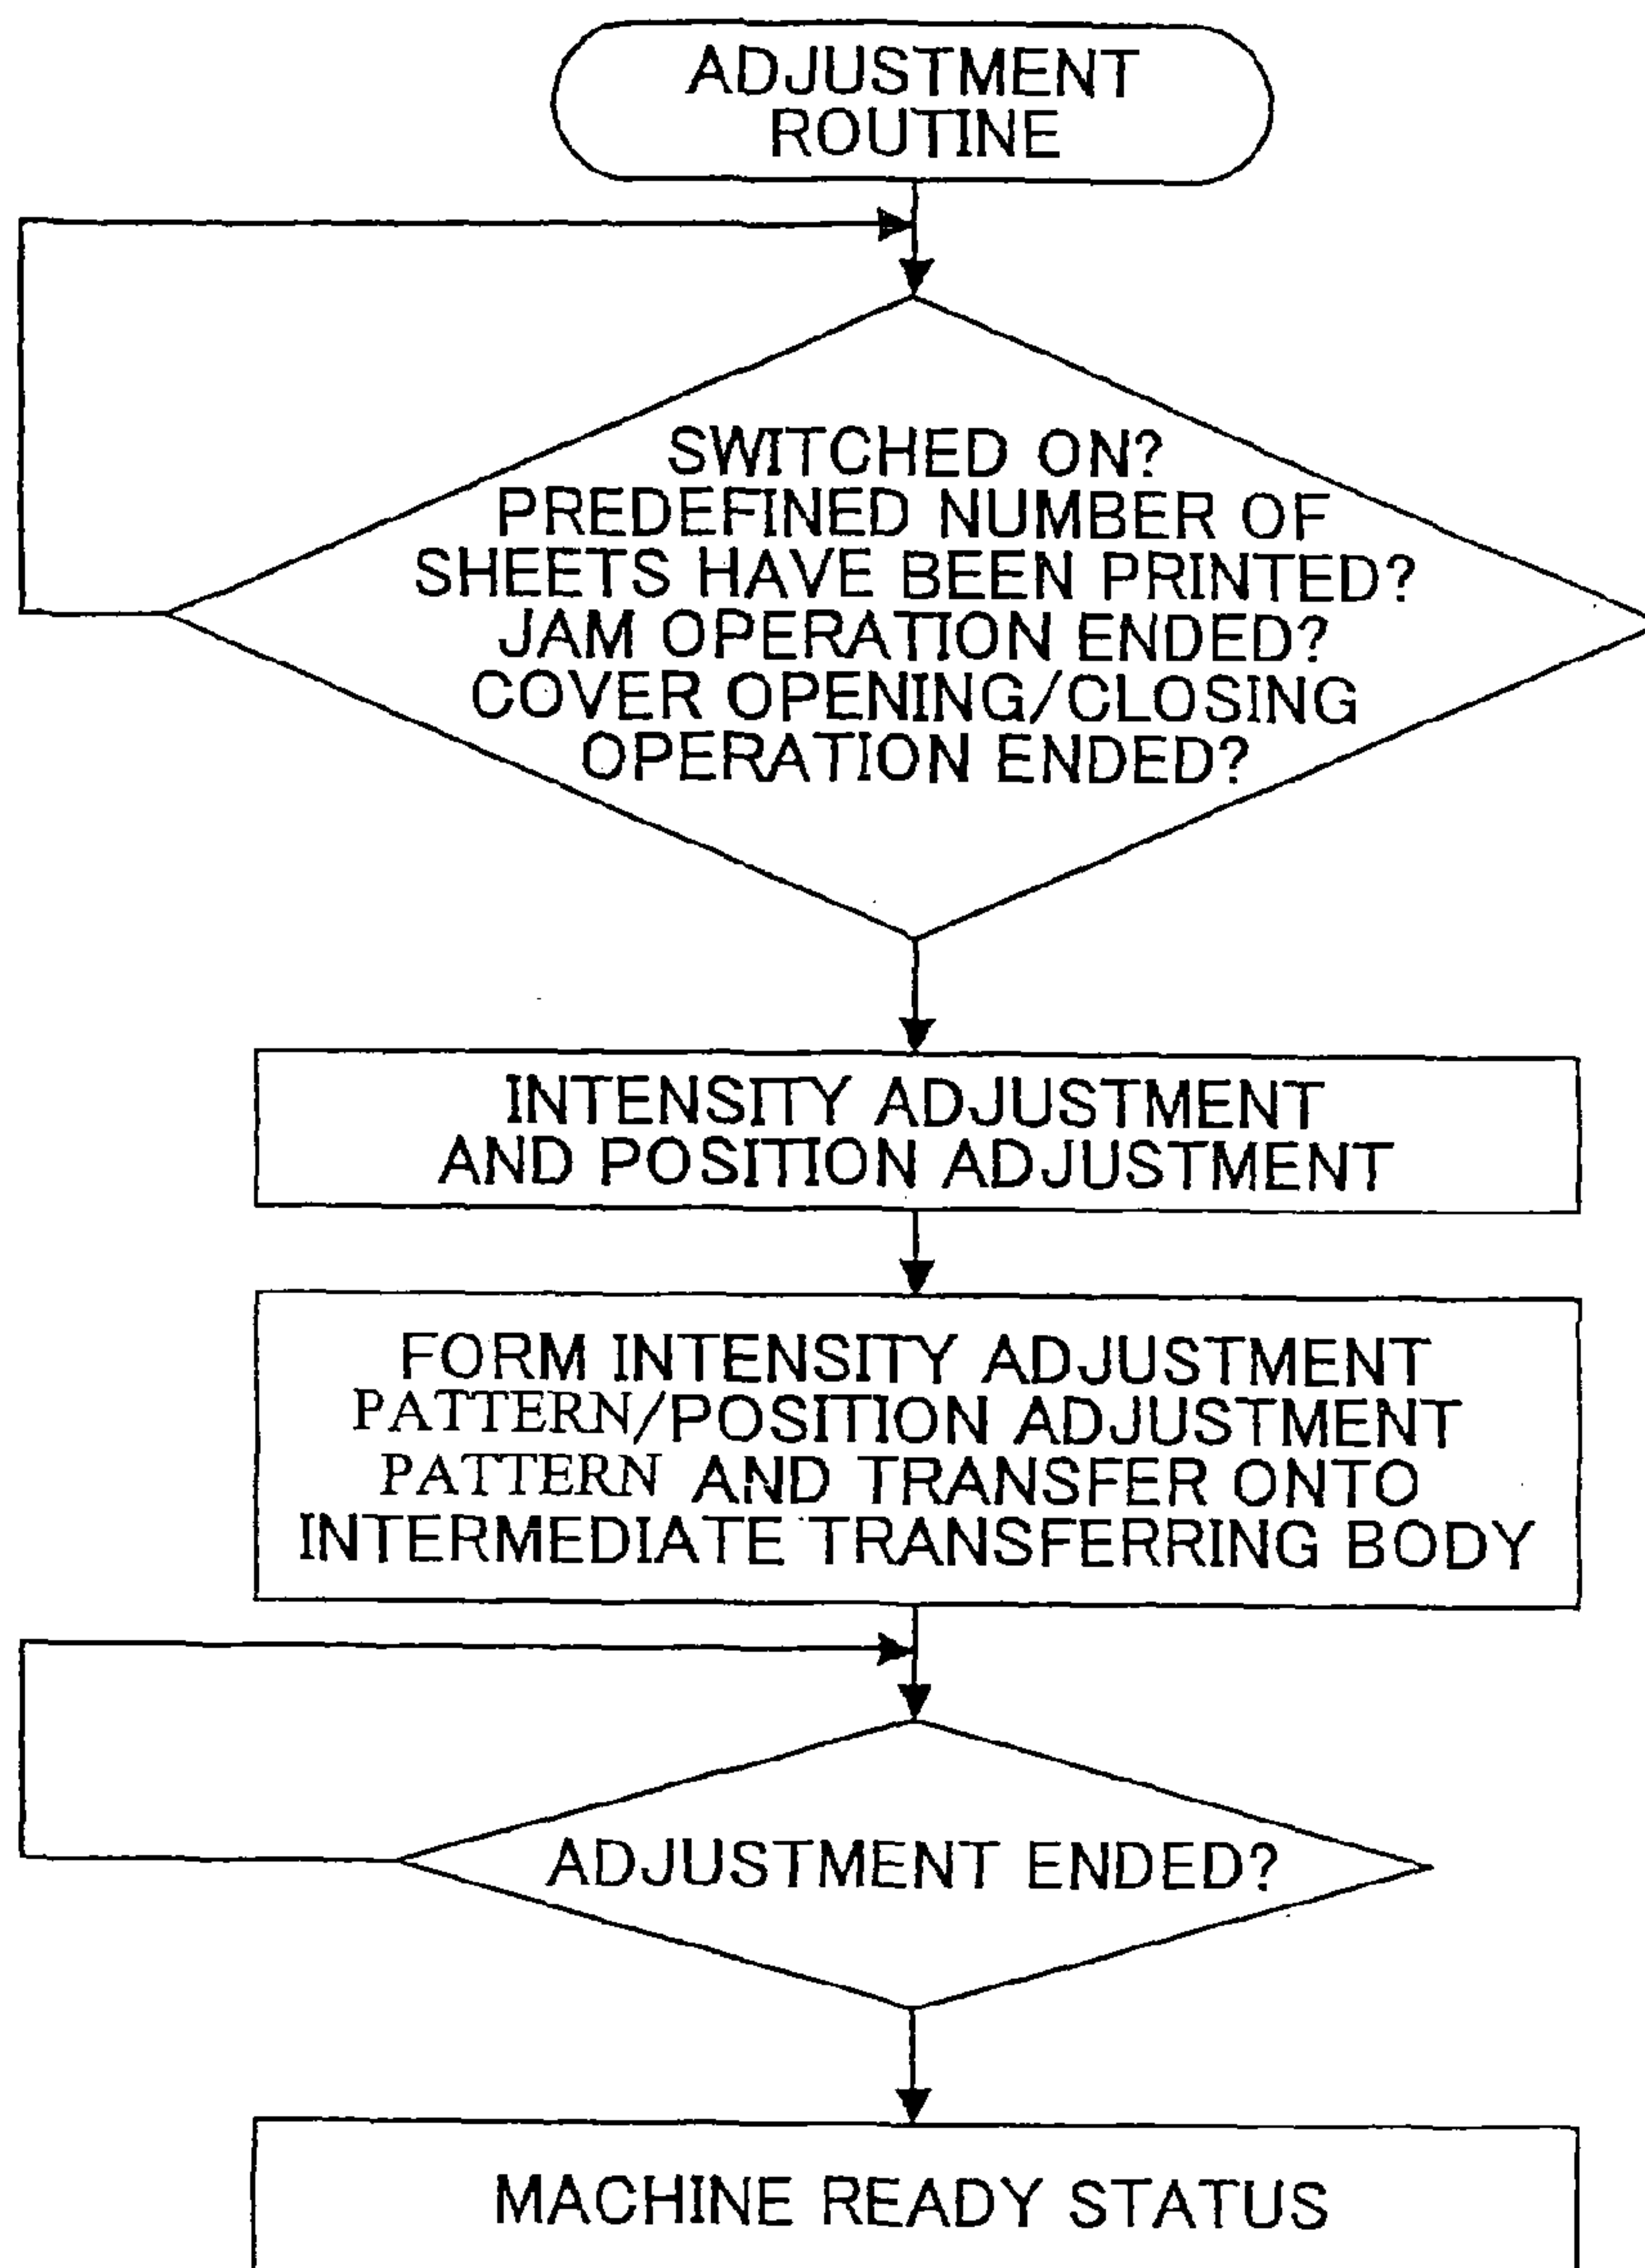 ADJUSTMENT
ROUTINE
SWITCHED ON?
PREDEFINED NUMBER OF
SHEETS HAVE BEEN PRINTED?
JAM OPERATION ENDED?
COVER OPENING/CLOSING
OPERATION ENDED?
INTENSITY ADJUSTMENT
AND POSITION ADJUSTMENT
FORM INTENSITY ADJUSTMENT
PATTERN/POSITION ADJUSTMENT
PATTERN AND TRANSFER ONTO
INTERMEDIATE TRANSFERRING BODY
ADJUSTMENT ENDED?
MACHINE READY STATUS